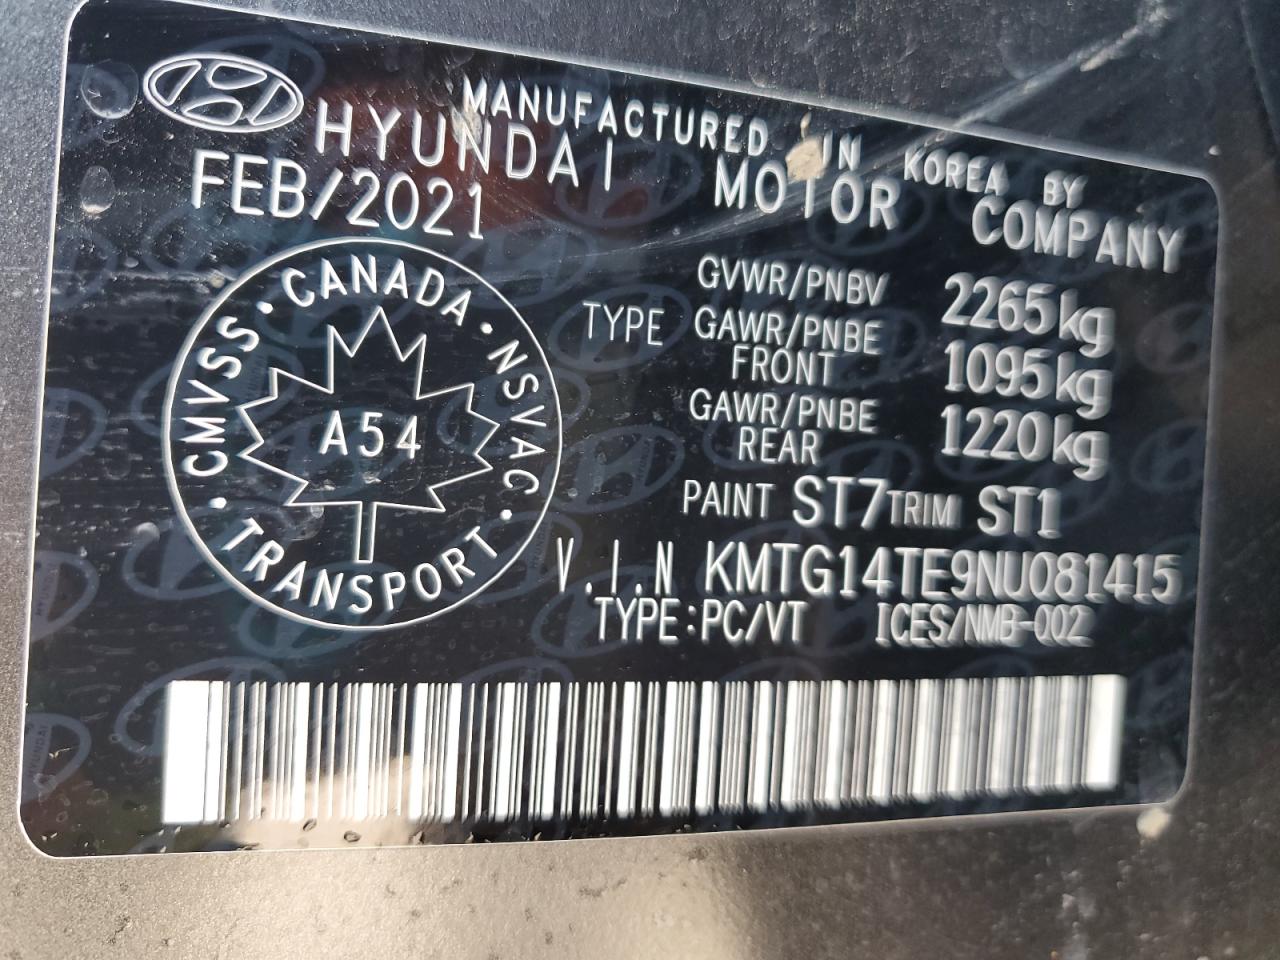 MANUFACTURED IN KOREA BY
HYUNDAI MOTOR COMPANY
FEB/2021
• CMVSS • CANADA • NSVAC •
TRANSPORT
A54
TYPE
GVWR/PNBV 2265kg
GAWR/PNBE FRONT 1095kg
GAWR/PNBE REAR 1220kg
PAINT ST7 TRIM ST1
V.I.N KMTG14TE9NU081415
TYPE:PC/VT ICES/NMB-002